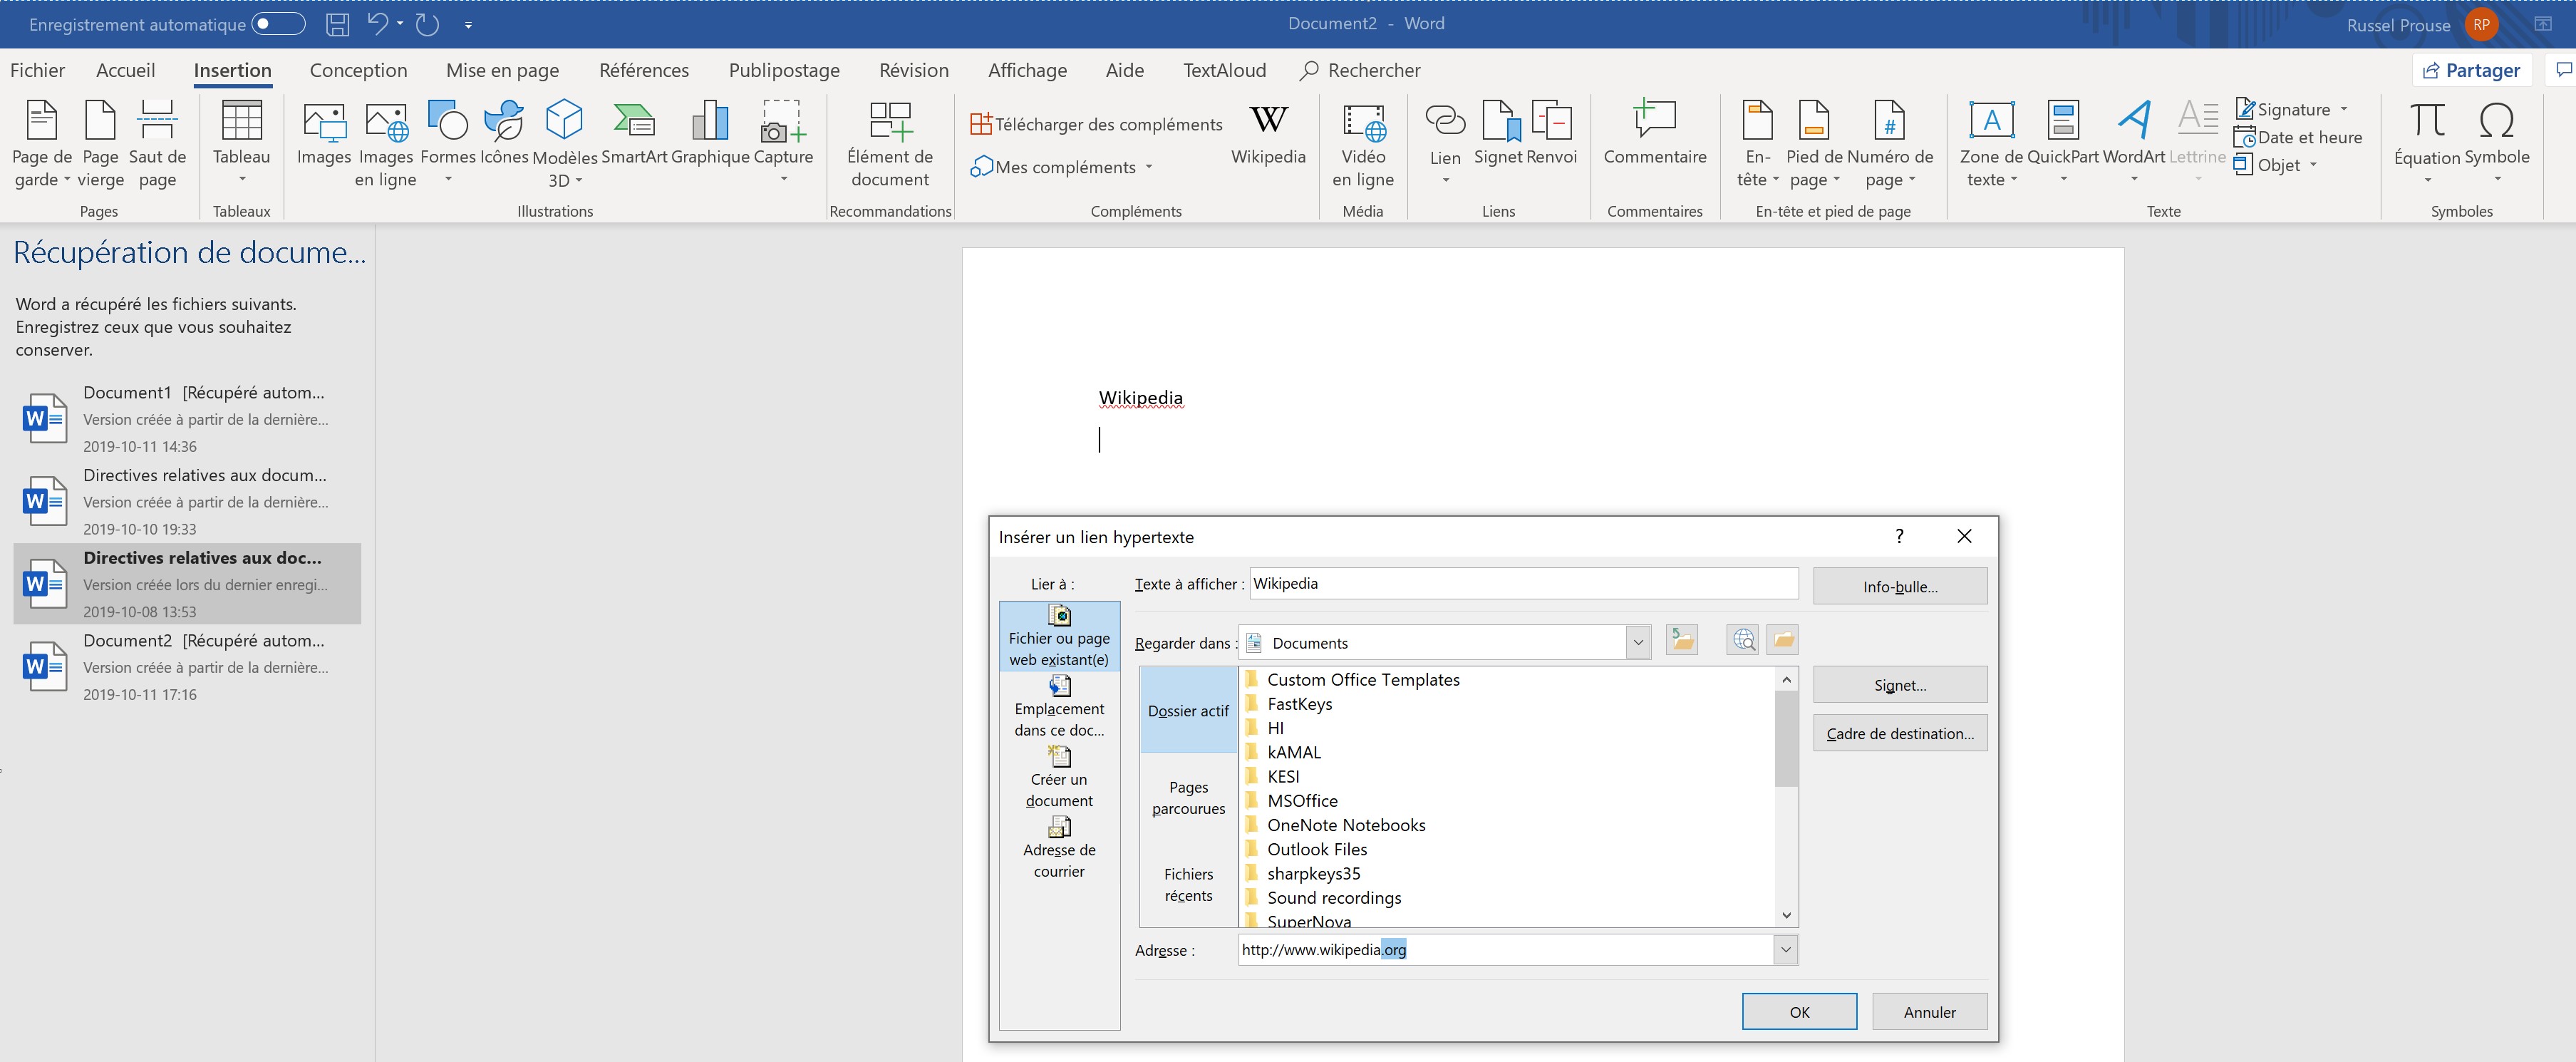 Enregistrement automatique
Document2 - Word
Russel Prouse RP
Fichier Accueil Insertion Conception Mise en page Références Publipostage Révision Affichage Aide TextAloud Rechercher
Partager
Page de garde
Page vierge
Saut de page
Pages
Tableau
Tableaux
Images
Images en ligne
Formes
Icônes
Modèles 3D
SmartArt
Graphique
Capture
Illustrations
Élément de document
Recommandations
Télécharger des compléments
Mes compléments
W
Wikipedia
Compléments
Vidéo en ligne
Média
Lien
Signet
Renvoi
Liens
Commentaire
Commentaires
En-tête
Pied de page
#
Numéro de page
En-tête et pied de page
A
Zone de texte
QuickPart
A
WordArt
A
Lettrine
Signature
Date et heure
Objet
Texte
π
Équation
Ω
Symbole
Symboles
Récupération de docume...
Word a récupéré les fichiers suivants.
Enregistrez ceux que vous souhaitez
conserver.
W
Document1 [Récupéré autom...
Version créée à partir de la dernière...
2019-10-11 14:36
W
Directives relatives aux docum...
Version créée à partir de la dernière...
2019-10-10 19:33
W
Directives relatives aux doc...
Version créée lors du dernier enregi...
2019-10-08 13:53
W
Document2 [Récupéré autom...
Version créée à partir de la dernière...
2019-10-11 17:16
Wikipedia
Insérer un lien hypertexte ?
Lier à :
Fichier ou page
web existant(e)
Emplacement
dans ce doc...
Créer un
document
Adresse de
courrier
Texte à afficher : Wikipedia
Info-bulle...
Regarder dans : Documents
Dossier actif
Pages
parcourues
Fichiers
récents
Custom Office Templates
FastKeys
HI
kAMAL
KESI
MSOffice
OneNote Notebooks
Outlook Files
sharpkeys35
Sound recordings
SuperNova
Signet...
Cadre de destination...
Adresse : http://www.wikipedia.org
OK
Annuler